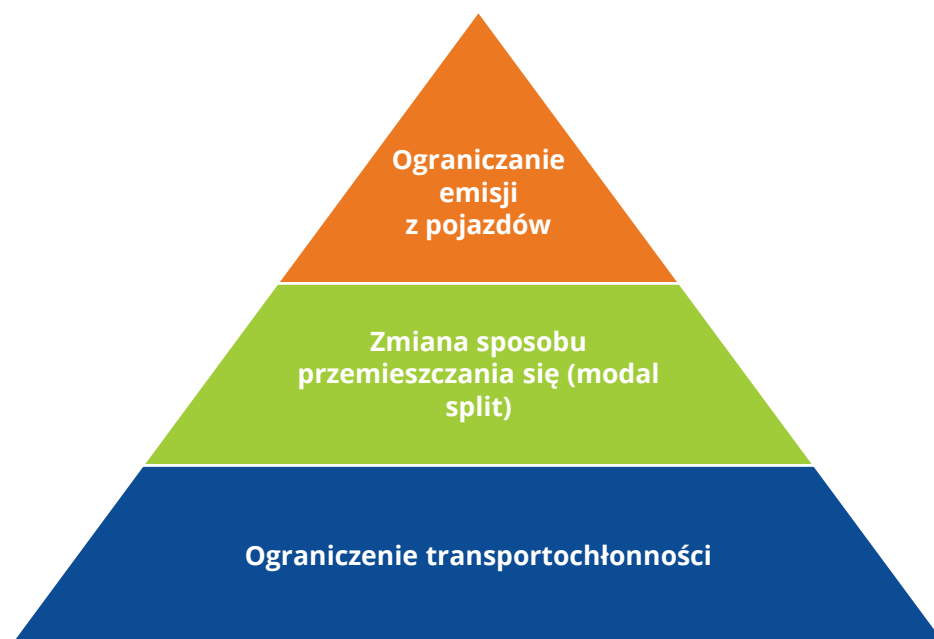 Ograniczanie
emisji
z pojazdów
Zmiana sposobu
przemieszczania się (modal
split)
Ograniczenie transportochłonności